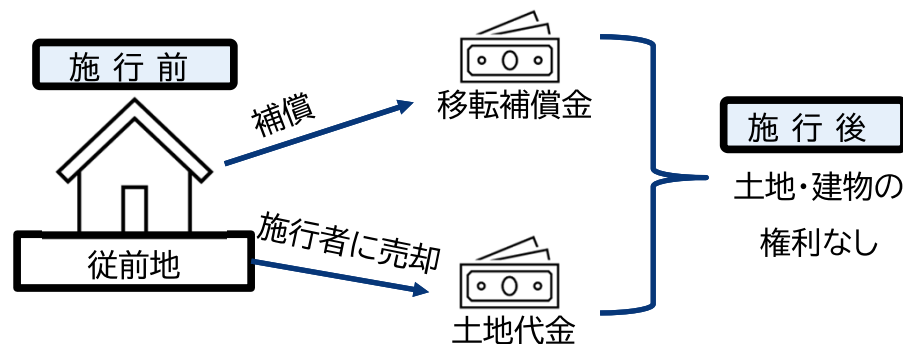 施行前
従前地
補償
移転補償金
施行者に売却
土地代金
施行後
土地・建物の
権利なし